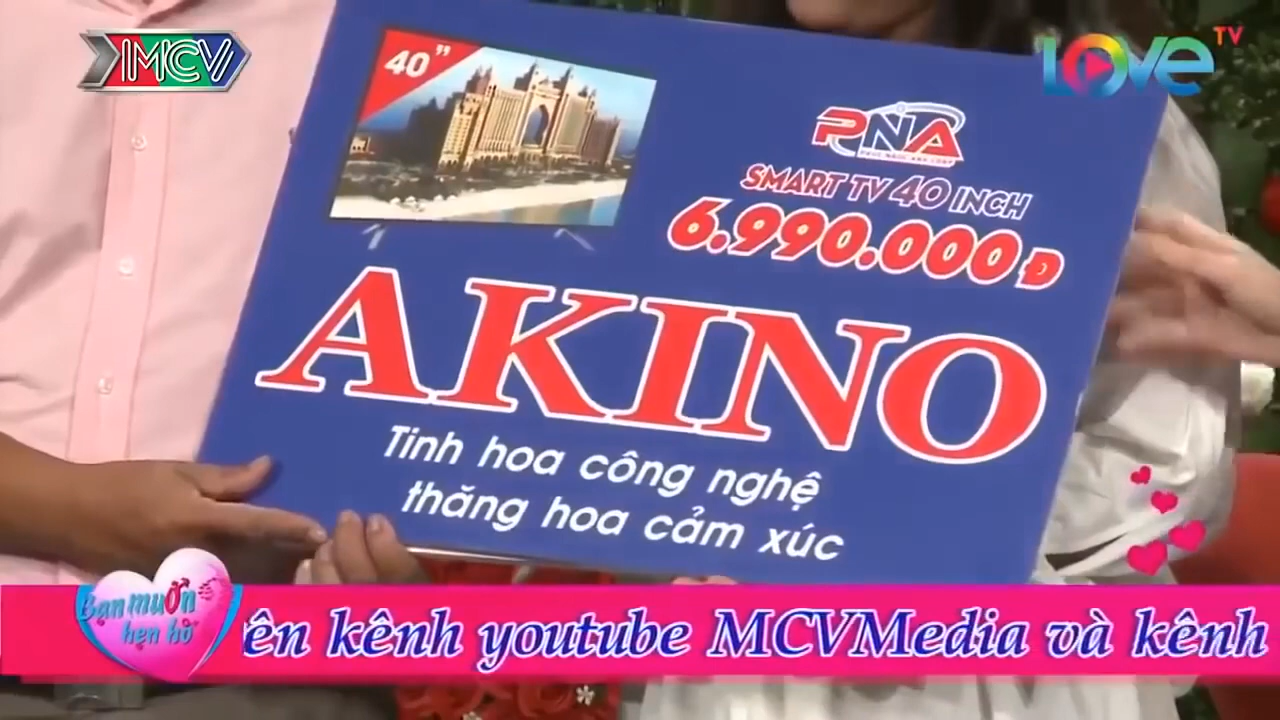 MCV
LOVE TV
40"
PNA
SMART TV 40 INCH
6.990.000 Đ
AKINO
Tinh hoa công nghệ
thăng hoa cảm xúc
Bạn muốn
hẹn hò
ên kênh youtube MCVMedia và kênh